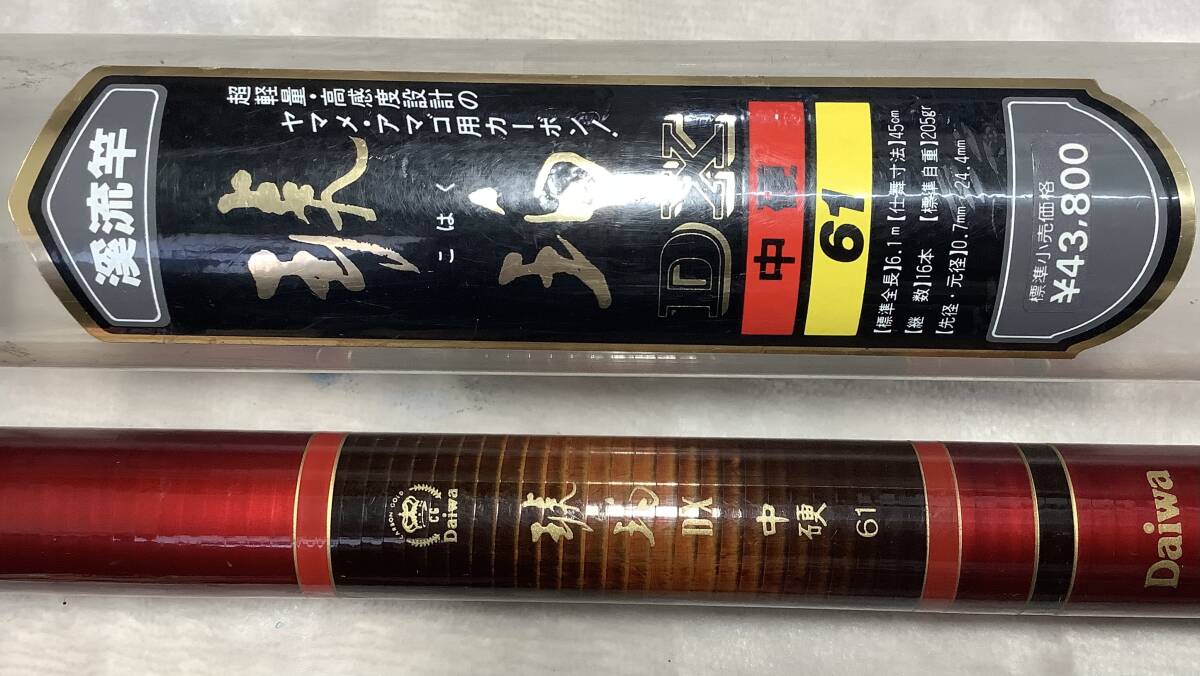 溪流竿
超軽量・高感度設計の
ヤマメ・アマゴ用カーボン!
琥珀
こはく
DX
中硬
61
【標準全長】6.1m【仕舞寸法】45cm
【継 数】16本 【標準自重】205gr
【先径・元径】0.7mm-24.4mm
標準小売価格
¥43,800
CARBON GOLD
CG
Daiwa
琥珀 DX 中硬 61
Daiwa